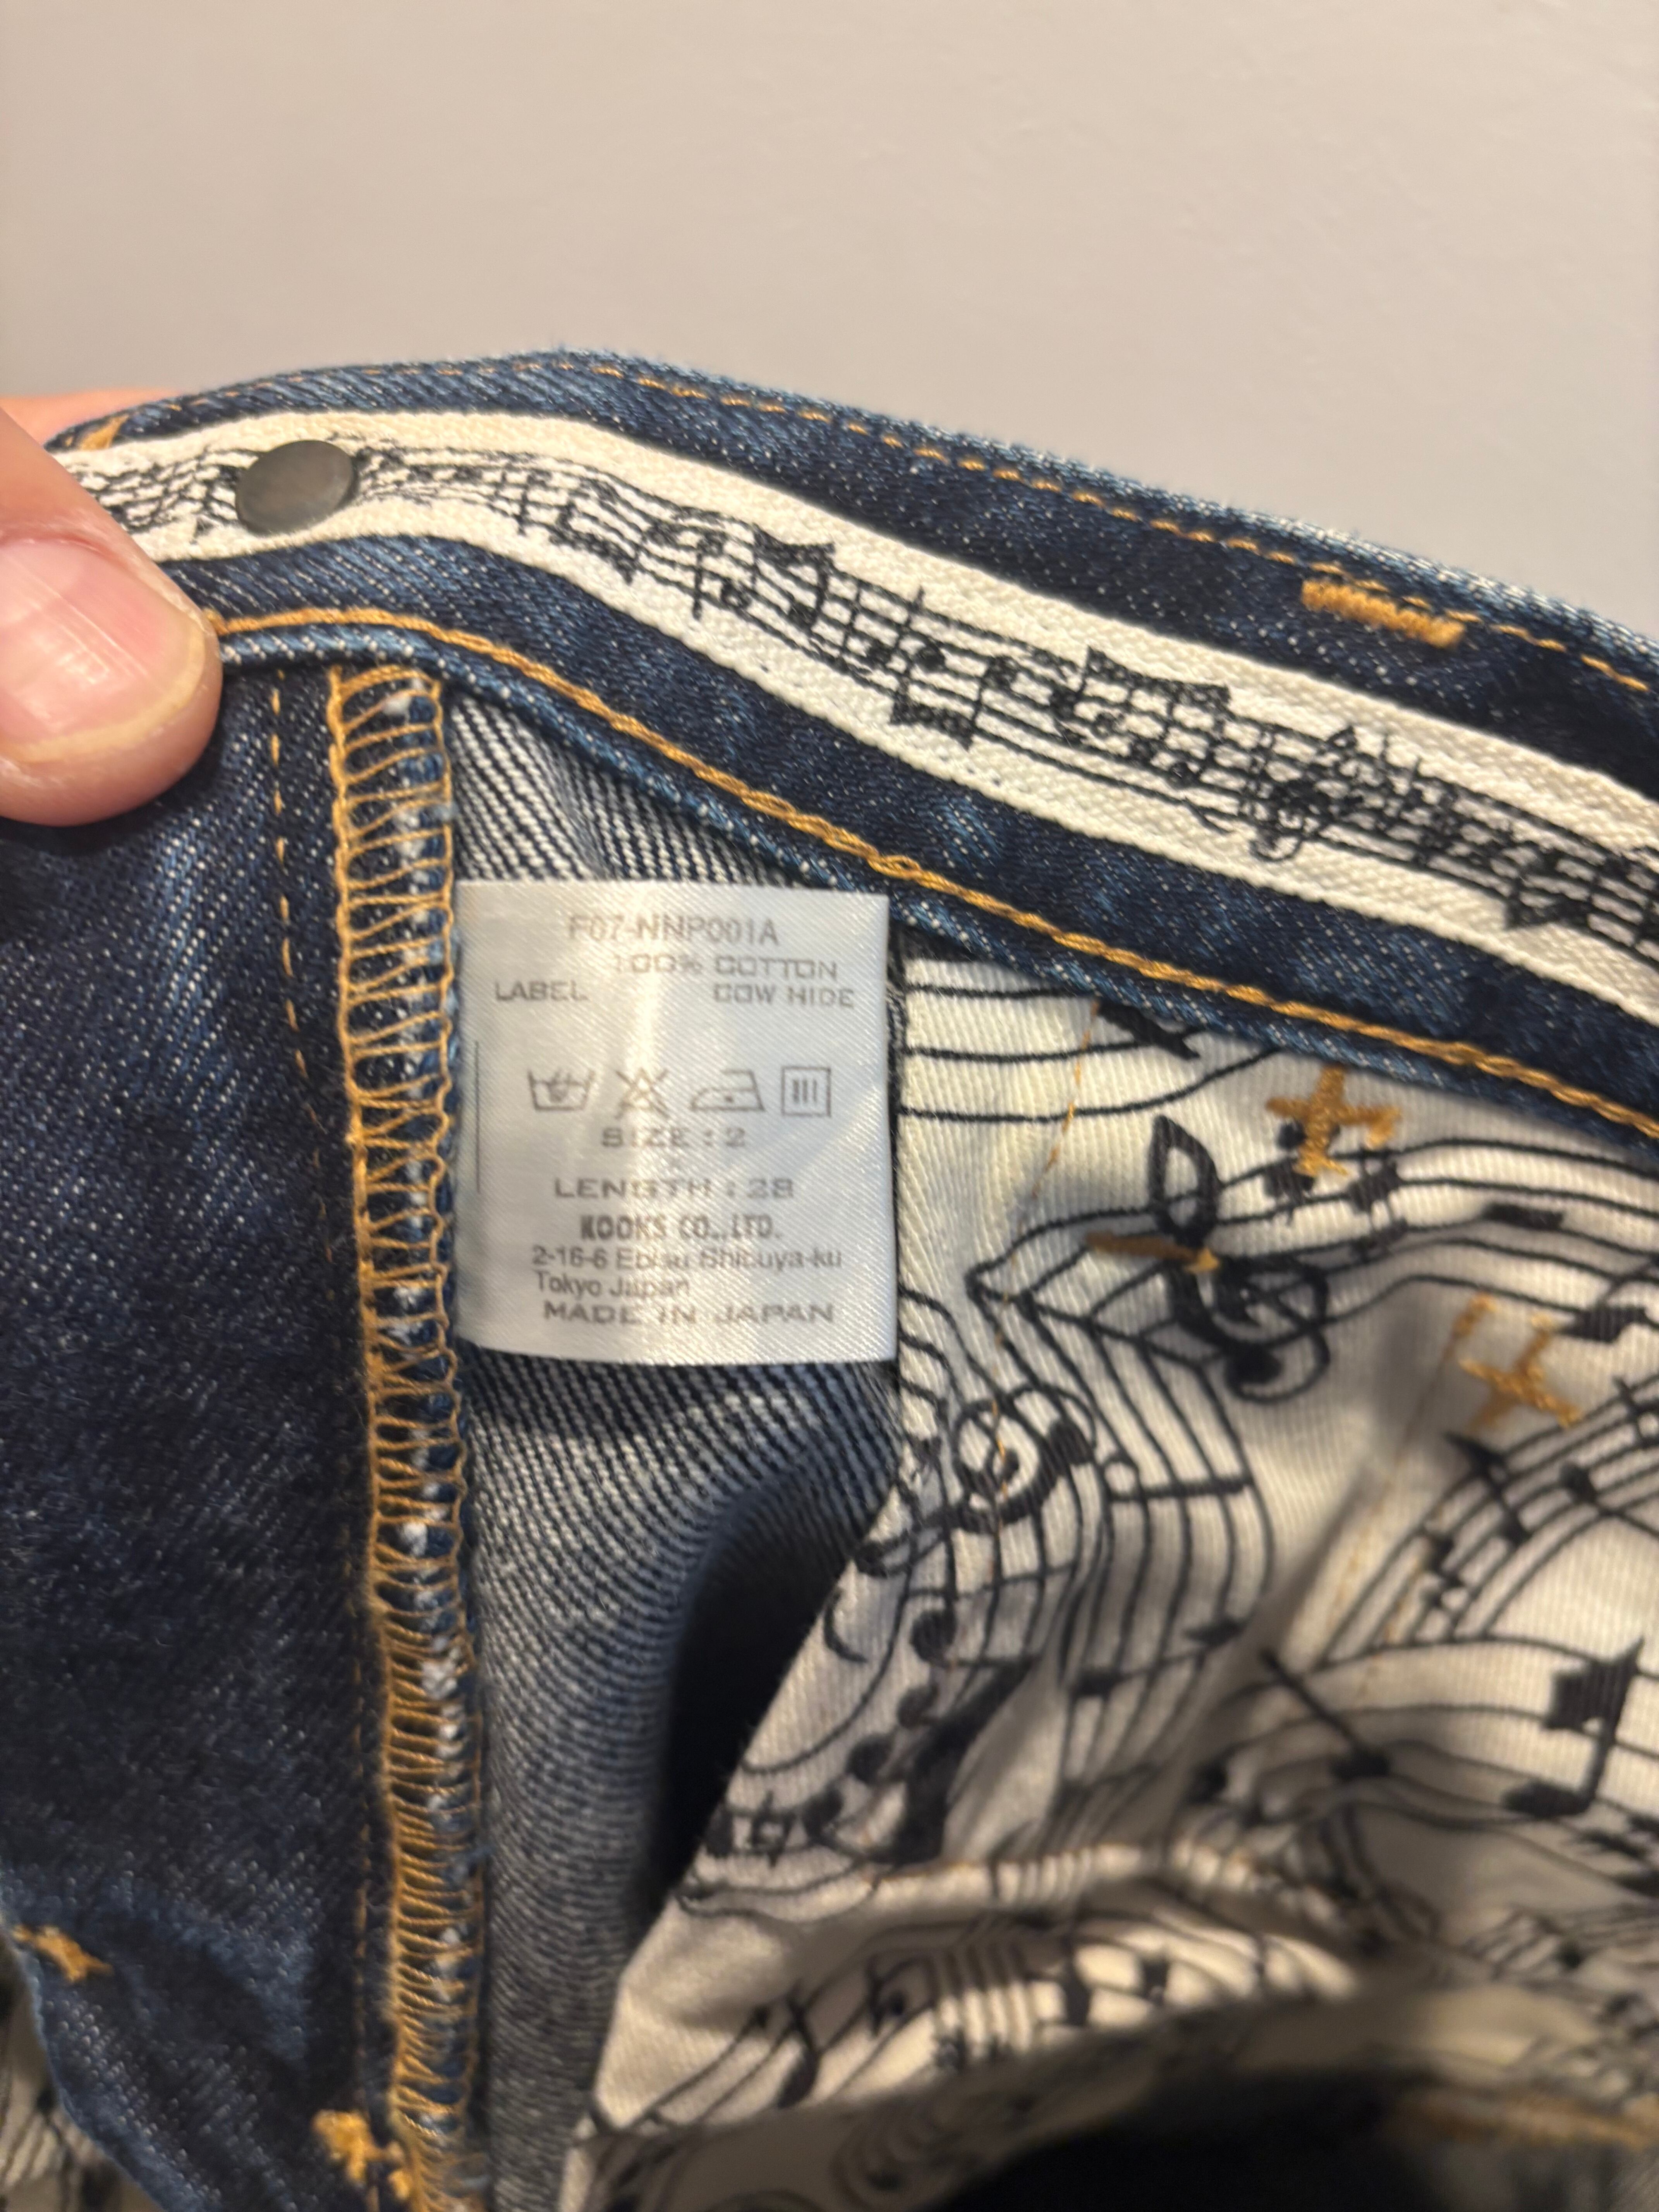 F07-NNP001A
100% COTTON
LABEL COW HIDE
SIZE : 2
LENGTH : 28
KOOKS CO.,LTD.
2-16-6 Ebisu Shibuya-ku
Tokyo Japan
MADE IN JAPAN